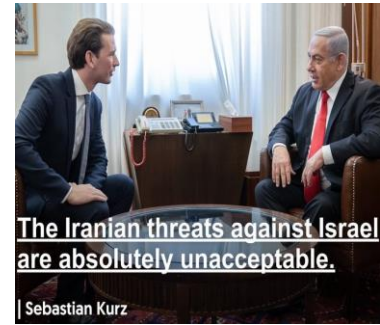 The Iranian threats against Israel
are absolutely unacceptable.
| Sebastian Kurz